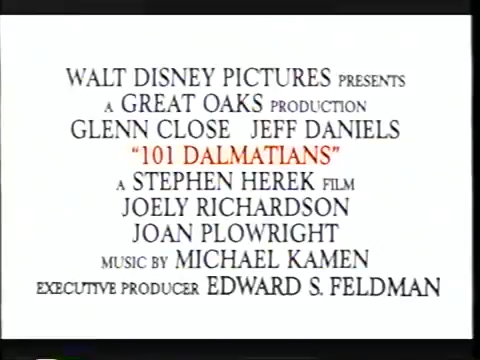 WALT DISNEY PICTURES PRESENTS
A GREAT OAKS PRODUCTION
GLENN CLOSE JEFF DANIELS
"101 DALMATIANS"
A STEPHEN HEREK FILM
JOELY RICHARDSON
JOAN PLOWRIGHT
MUSIC BY MICHAEL KAMEN
EXECUTIVE PRODUCER EDWARD S. FELDMAN